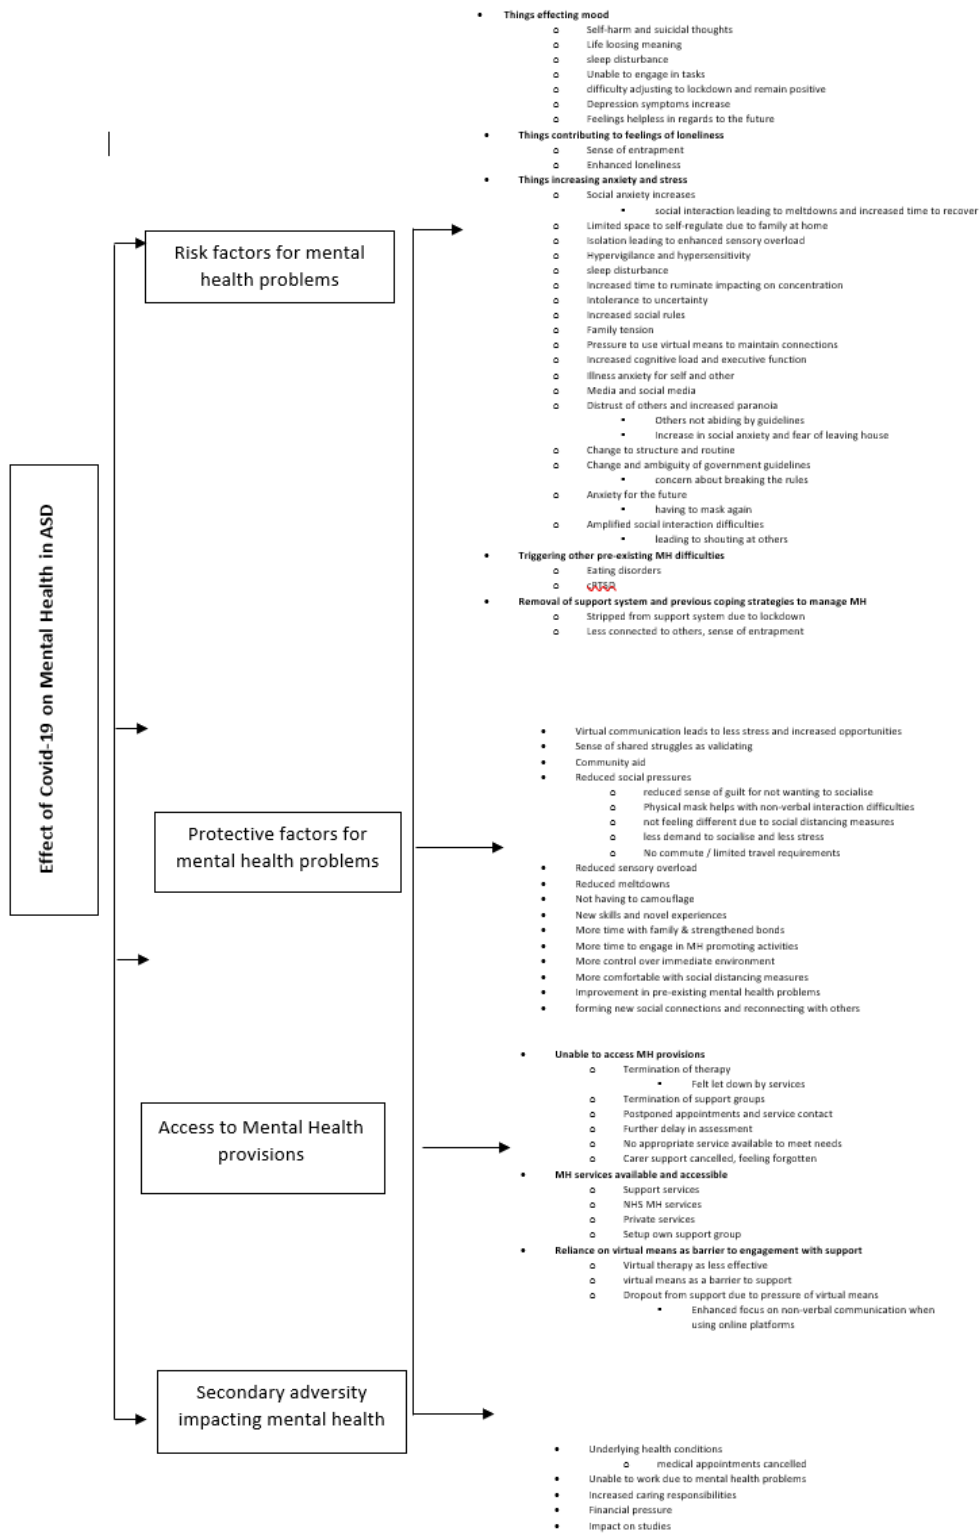 Effect of Covid-19 on Mental Health in ASD
Risk factors for mental
health problems
Things effecting mood
Self-harm and suicidal thoughts
Life loosing meaning
sleep disturbance
Unable to engage in tasks
difficulty adjusting to lockdown and remain positive
Depression symptoms increase
Feelings helpless in regards to the future
Things contributing to feelings of loneliness
Sense of entrapment
Enhanced loneliness
Things increasing anxiety and stress
Social anxiety increases
social interaction leading to meltdowns and increased time to recover
Limited space to self-regulate due to family at home
Isolation leading to enhanced sensory overload
Hypervigilance and hypersensitivity
sleep disturbance
Increased time to ruminate impacting on concentration
Intolerance to uncertainty
Increased social rules
Family tension
Pressure to use virtual means to maintain connections
Increased cognitive load and executive function
Illness anxiety for self and other
Media and social media
Distrust of others and increased paranoia
Others not abiding by guidelines
Increase in social anxiety and fear of leaving house
Change to structure and routine
Change and ambiguity of government guidelines
concern about breaking the rules
Anxiety for the future
having to mask again
Amplified social interaction difficulties
leading to shouting at others
Triggering other pre-existing MH difficulties
Eating disorders
cPTSD
Removal of support system and previous coping strategies to manage MH
Stripped from support system due to lockdown
Less connected to others, sense of entrapment
Protective factors for
mental health problems
Virtual communication leads to less stress and increased opportunities
Sense of shared struggles as validating
Community aid
Reduced social pressures
reduced sense of guilt for not wanting to socialise
Physical mask helps with non-verbal interaction difficulties
not feeling different due to social distancing measures
less demand to socialise and less stress
No commute / limited travel requirements
Reduced sensory overload
Reduced meltdowns
Not having to camouflage
New skills and novel experiences
More time with family & strengthened bonds
More time to engage in MH promoting activities
More control over immediate environment
More comfortable with social distancing measures
Improvement in pre-existing mental health problems
forming new social connections and reconnecting with others
Access to Mental Health
provisions
Unable to access MH provisions
Termination of therapy
Felt let down by services
Termination of support groups
Postponed appointments and service contact
Further delay in assessment
No appropriate service available to meet needs
Carer support cancelled, feeling forgotten
MH services available and accessible
Support services
NHS MH services
Private services
Setup own support group
Reliance on virtual means as barrier to engagement with support
Virtual therapy as less effective
virtual means as a barrier to support
Dropout from support due to pressure of virtual means
Enhanced focus on non-verbal communication when
using online platforms
Secondary adversity
impacting mental health
Underlying health conditions
medical appointments cancelled
Unable to work due to mental health problems
Increased caring responsibilities
Financial pressure
Impact on studies